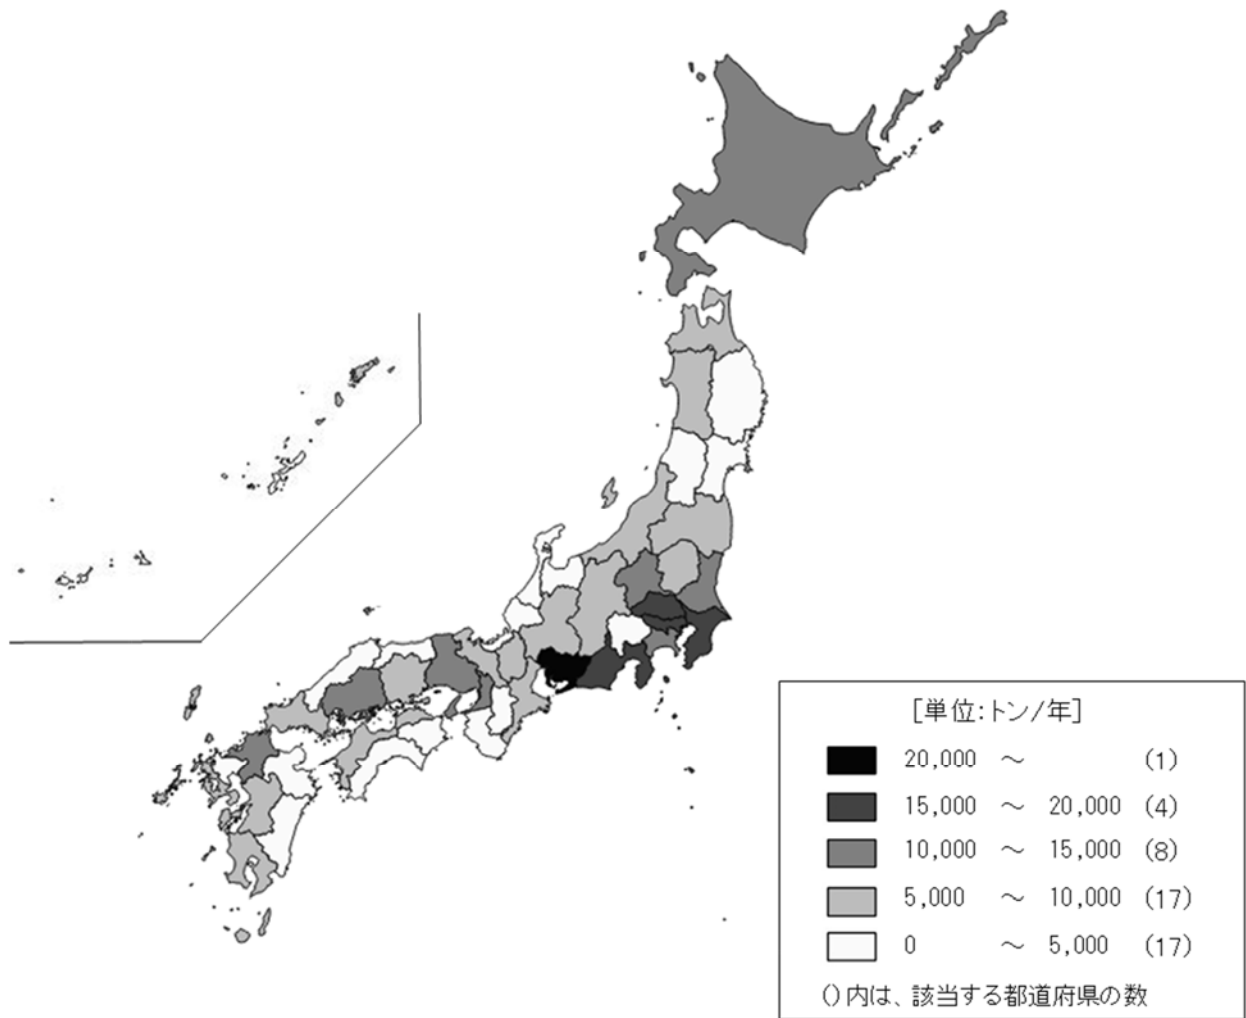 [単位:トン/年]
20,000 ～ (1)
15,000 ～ 20,000 (4)
10,000 ～ 15,000 (8)
5,000 ～ 10,000 (17)
0 ～ 5,000 (17)
()内は、該当する都道府県の数